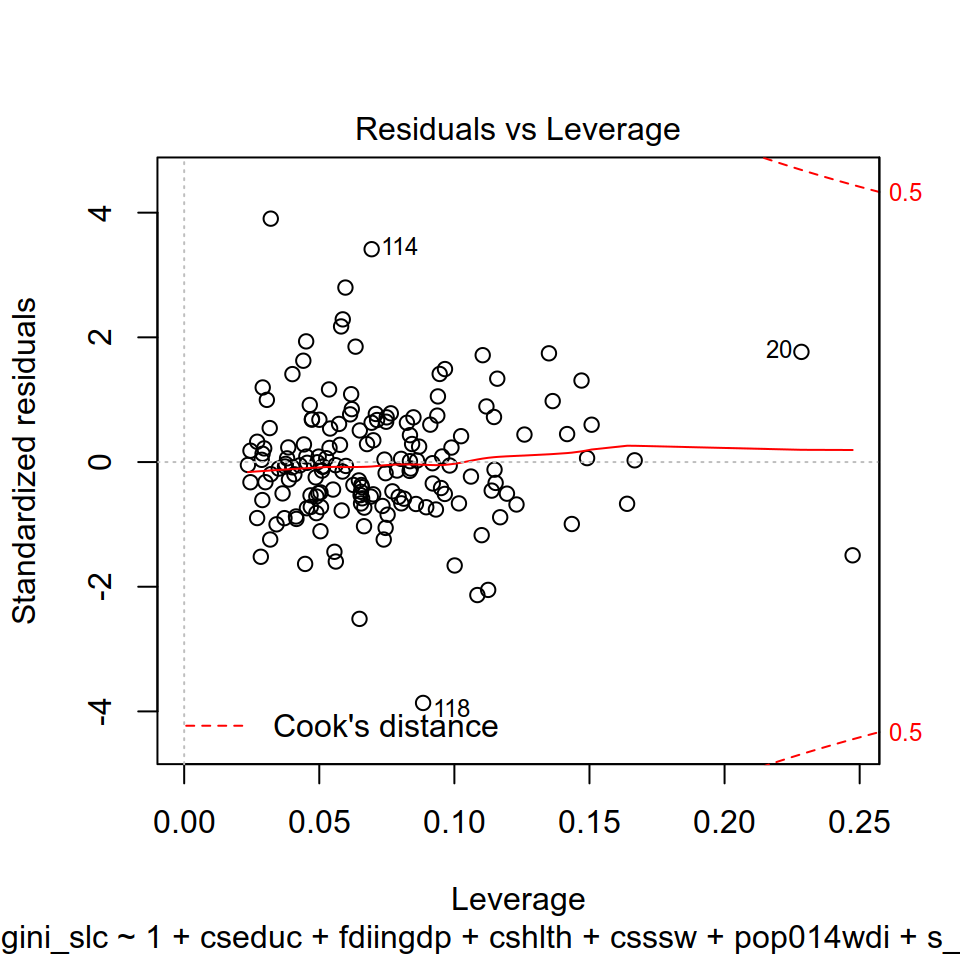 Residuals vs Leverage
0.5
4
114
2
20
Standardized residuals
0
-2
-4
118
Cook's distance
0.5
0.00 0.05 0.10 0.15 0.20 0.25
Leverage
gini_slc ~ 1 + cseduc + fdiingdp + cshlth + csssw + pop014wdi + s_